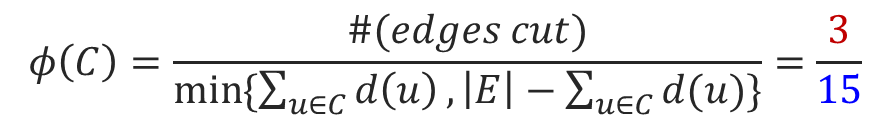 ϕ(C) = #(edges cut) / min{∑_{u∈C} d(u) , |E| − ∑_{u∈C} d(u)} = 3 / 15